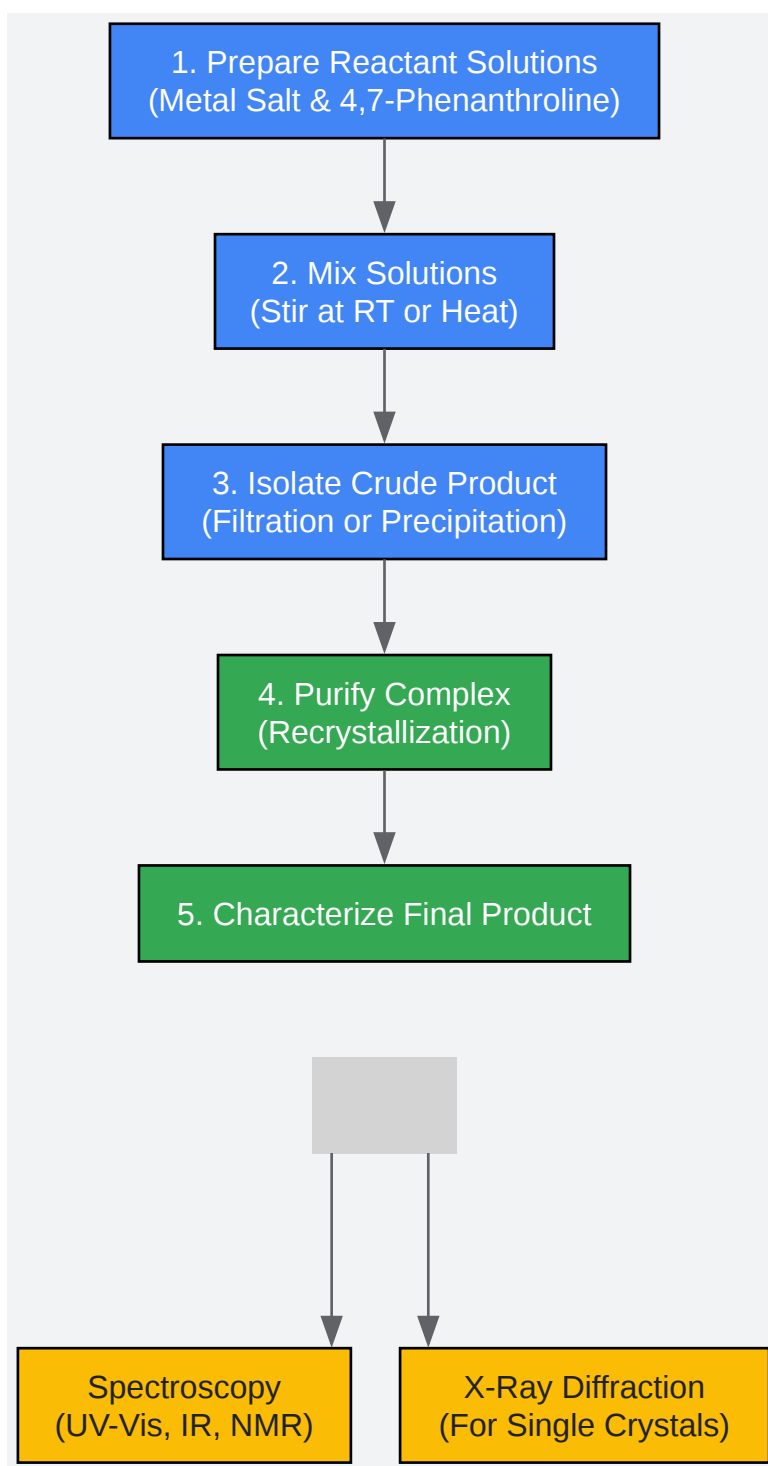 1. Prepare Reactant Solutions
(Metal Salt & 4,7-Phenanthroline)
2. Mix Solutions
(Stir at RT or Heat)
3. Isolate Crude Product
(Filtration or Precipitation)
4. Purify Complex
(Recrystallization)
5. Characterize Final Product
Spectroscopy
(UV-Vis, IR, NMR)
X-Ray Diffraction
(For Single Crystals)